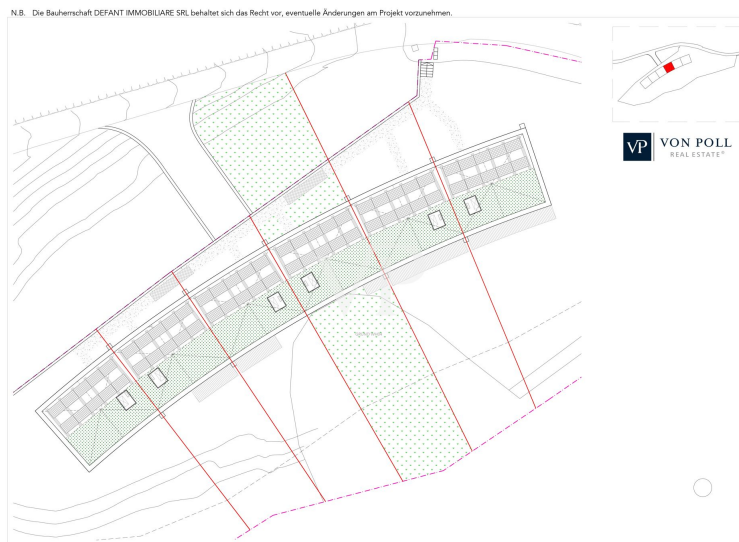 N.B. Die Bauherrschaft DEFANT IMMOBILIARE SRL behaltet sich das Recht vor, eventuelle Änderungen am Projekt vorzunehmen.
VP VON POLL
REAL ESTATE®